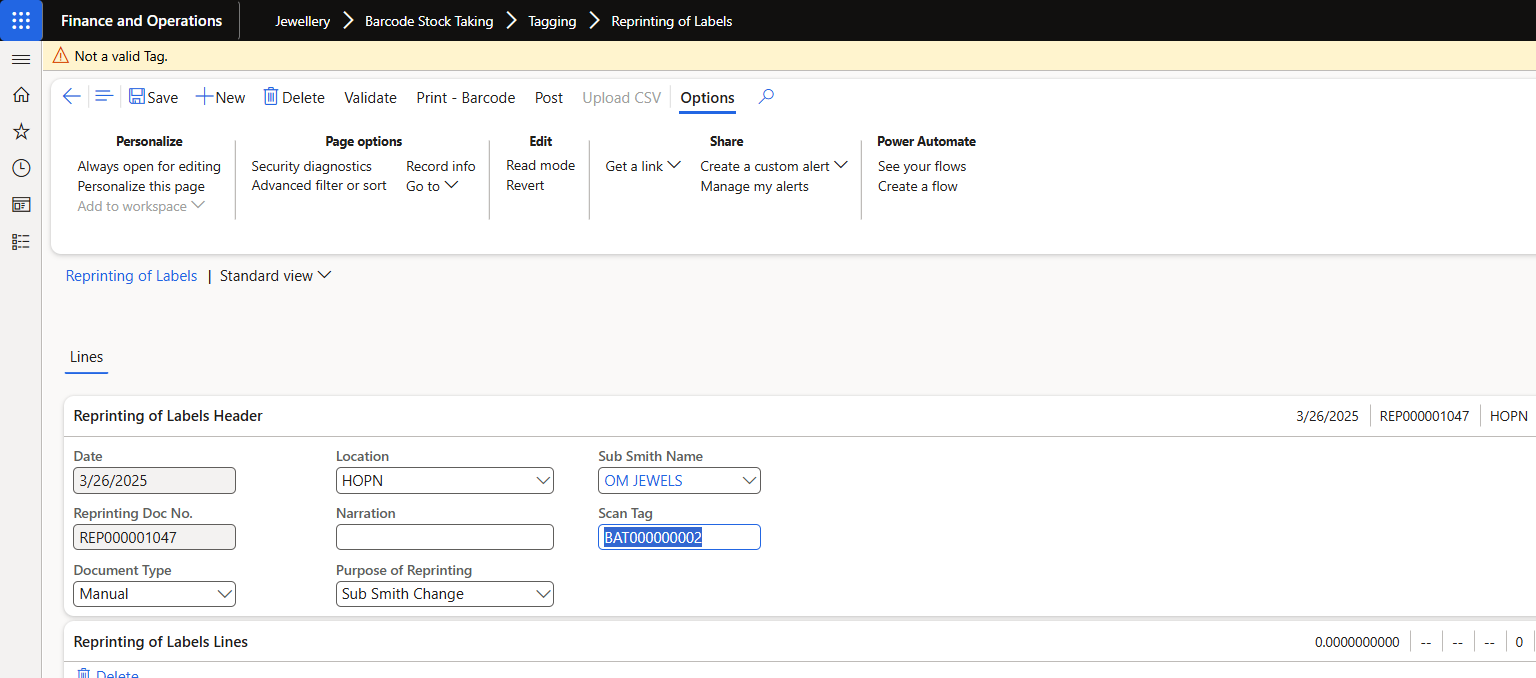 Finance and Operations Jewellery Barcode Stock Taking Tagging Reprinting of Labels
Not a valid Tag.
Save New Delete Validate Print - Barcode Post Upload CSV Options
Personalize Page options Edit Share Power Automate
Always open for editing Security diagnostics Record info Read mode Get a link Create a custom alert See your flows
Personalize this page Advanced filter or sort Go to Revert Manage my alerts Create a flow
Add to workspace
Reprinting of Labels | Standard view
Lines
Reprinting of Labels Header 3/26/2025 REP000001047 HOPN
Date Location Sub Smith Name
3/26/2025 HOPN OM JEWELS
Reprinting Doc No. Narration Scan Tag
REP000001047 BAT000000002
Document Type Purpose of Reprinting
Manual Sub Smith Change
Reprinting of Labels Lines 0.0000000000 -- -- -- 0
Delete